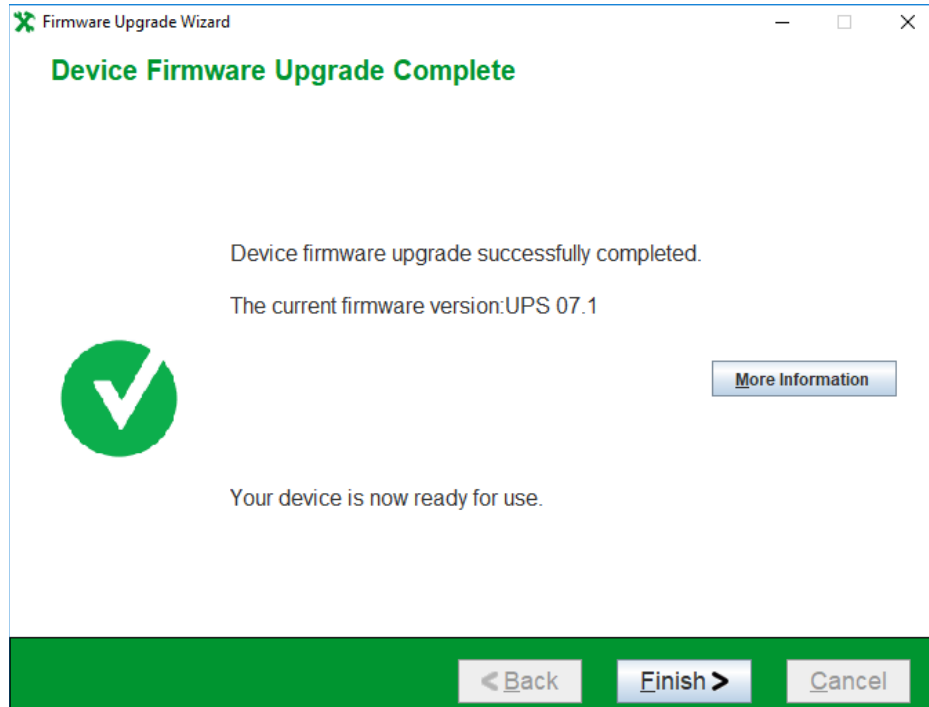 Firmware Upgrade Wizard
Device Firmware Upgrade Complete
Device firmware upgrade successfully completed.
The current firmware version:UPS 07.1
More Information
Your device is now ready for use.
< Back
Finish >
Cancel